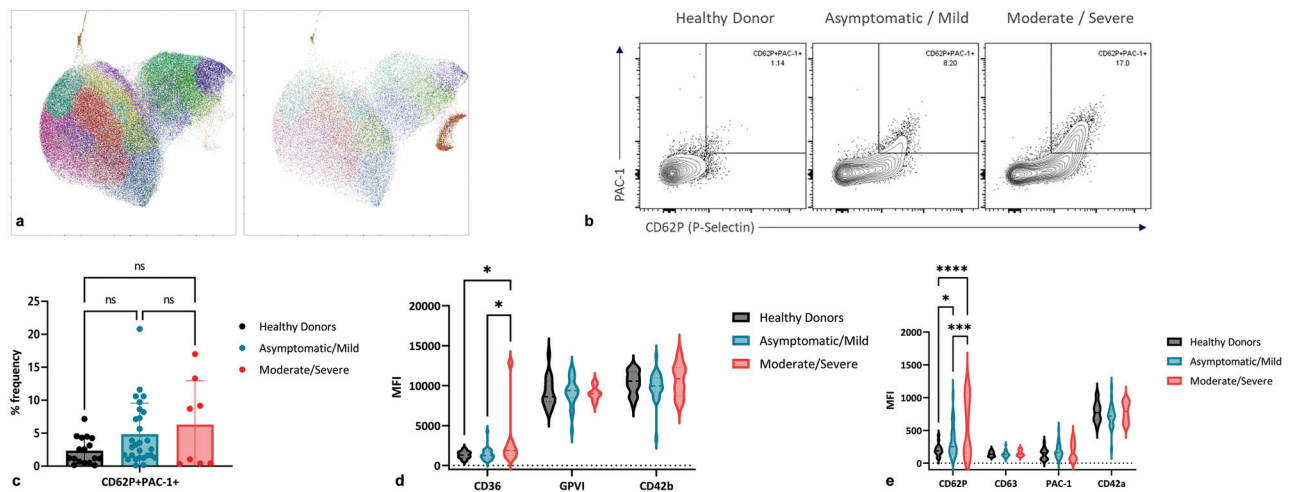 a
Healthy Donor
Asymptomatic / Mild
Moderate / Severe
CD62P+PAC-1+
1.14
CD62P+PAC-1+
8.20
CD62P+PAC-1+
17.0
PAC-1
CD62P (P-Selectin)
b
ns
ns
ns
25
20
15
10
5
0
% frequency
CD62P+PAC-1+
Healthy Donors
Asymptomatic/Mild
Moderate/Severe
c
*
*
20000
15000
10000
5000
0
MFI
CD36
GPVI
CD42b
Healthy Donors
Asymptomatic/Mild
Moderate/Severe
d
****
*
***
2000
1500
1000
500
0
MFI
CD62P
CD63
PAC-1
CD42a
Healthy Donors
Asymptomatic/Mild
Moderate/Severe
e